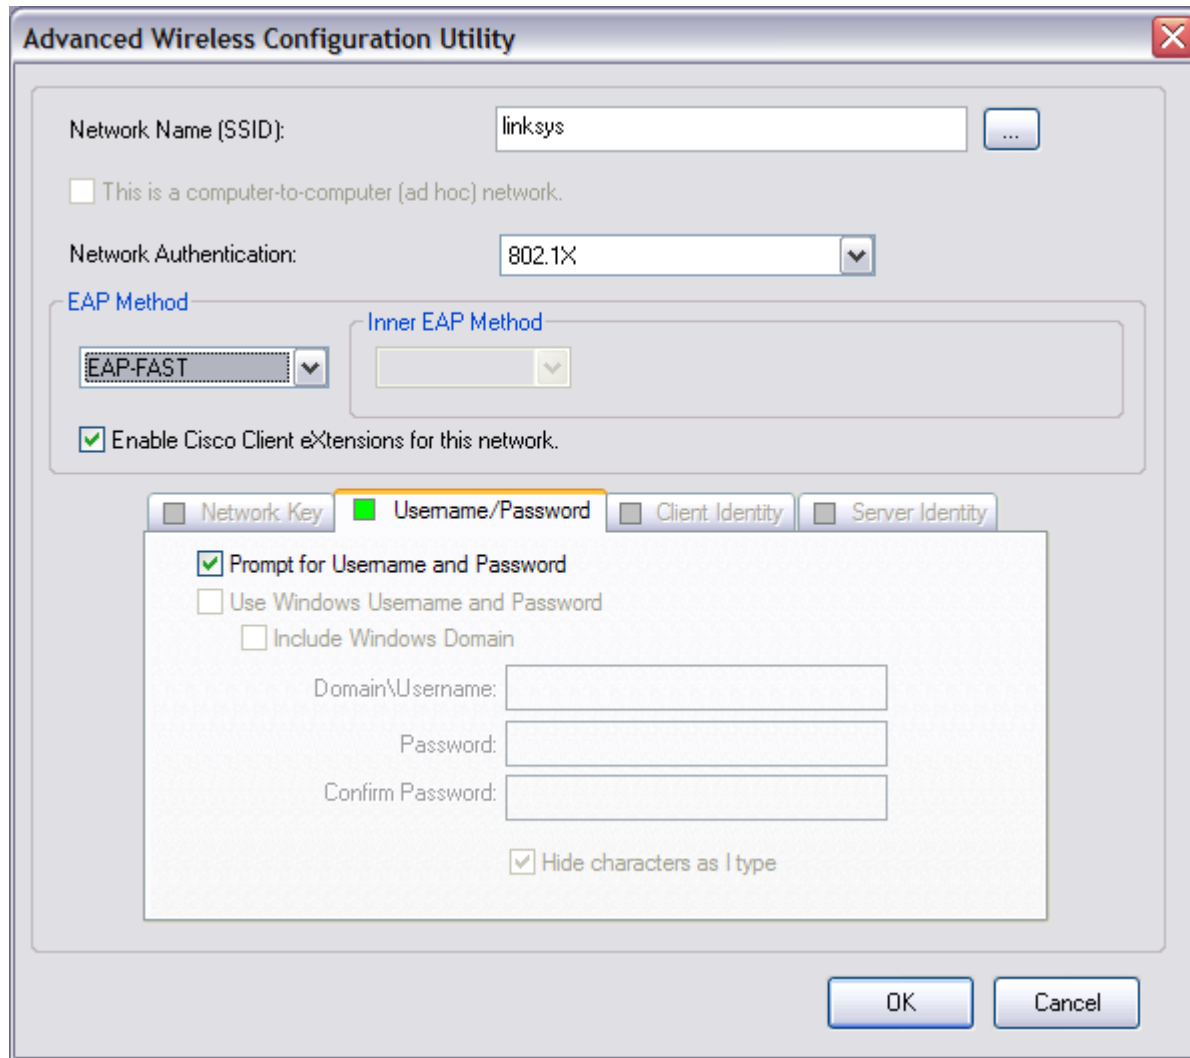 Advanced Wireless Configuration Utility
Network Name (SSID): linksys ...
This is a computer-to-computer (ad hoc) network.
Network Authentication: 802.1X
EAP Method
Inner EAP Method
EAP-FAST
Enable Cisco Client eXtensions for this network.
Network Key Username/Password Client Identity Server Identity
Prompt for Username and Password
Use Windows Username and Password
Include Windows Domain
Domain\Username:
Password:
Confirm Password:
Hide characters as I type
OK Cancel